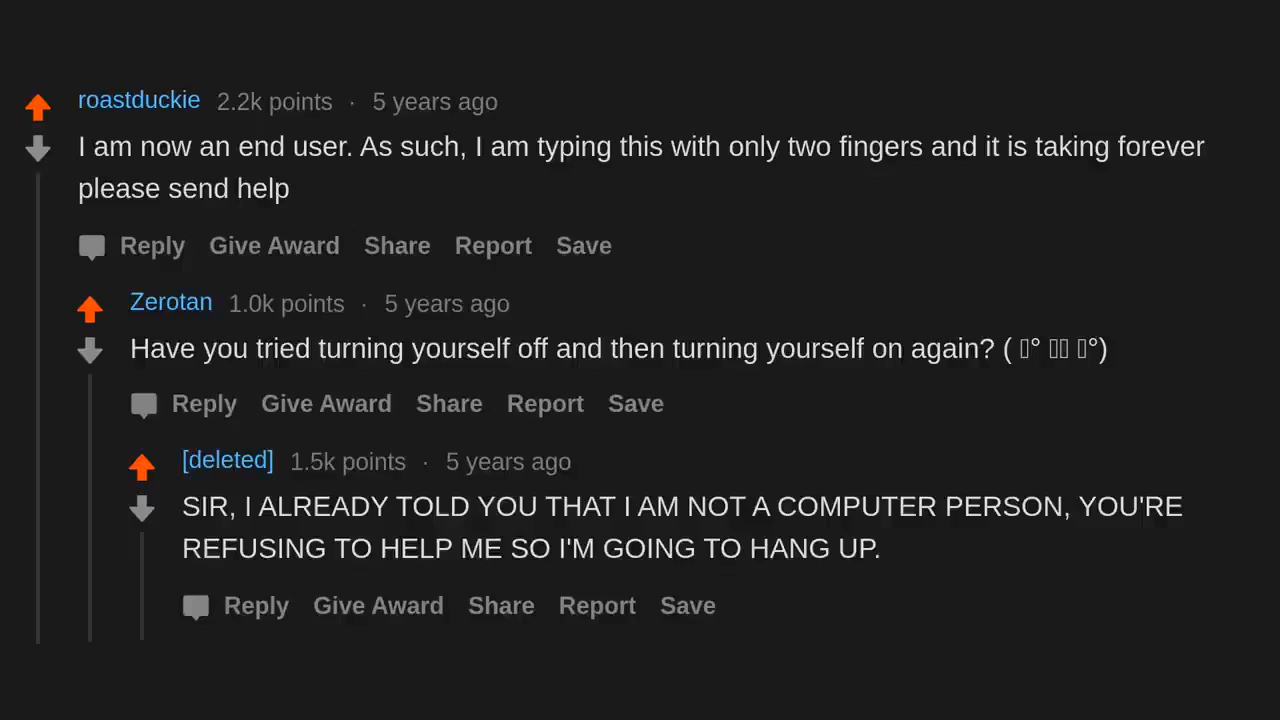 roastduckie 2.2k points · 5 years ago
I am now an end user. As such, I am typing this with only two fingers and it is taking forever
please send help
Reply Give Award Share Report Save
Zerotan 1.0k points · 5 years ago
Have you tried turning yourself off and then turning yourself on again? ( ▯° ▯▯ ▯°)
Reply Give Award Share Report Save
[deleted] 1.5k points · 5 years ago
SIR, I ALREADY TOLD YOU THAT I AM NOT A COMPUTER PERSON, YOU'RE
REFUSING TO HELP ME SO I'M GOING TO HANG UP.
Reply Give Award Share Report Save